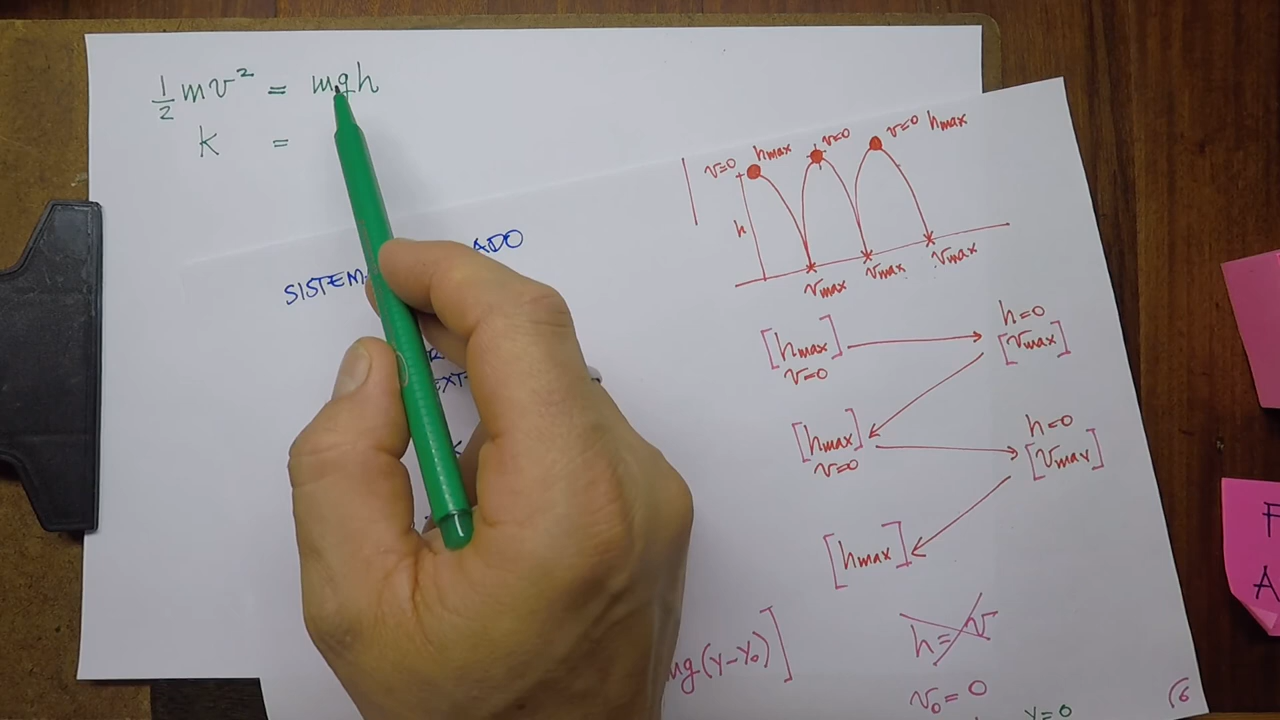 ½mv² = mgh
K =
v=0 hmax v=0 v=0 hmax
h
vmax vmax vmax
SISTEM ADO
[hmax]
v=0
h=0
[vmax]
[hmax]
v=0
h=0
[vmax]
[hmax]
h=v
mg(y-y₀)]
v₀=0
y=0
6
F
A